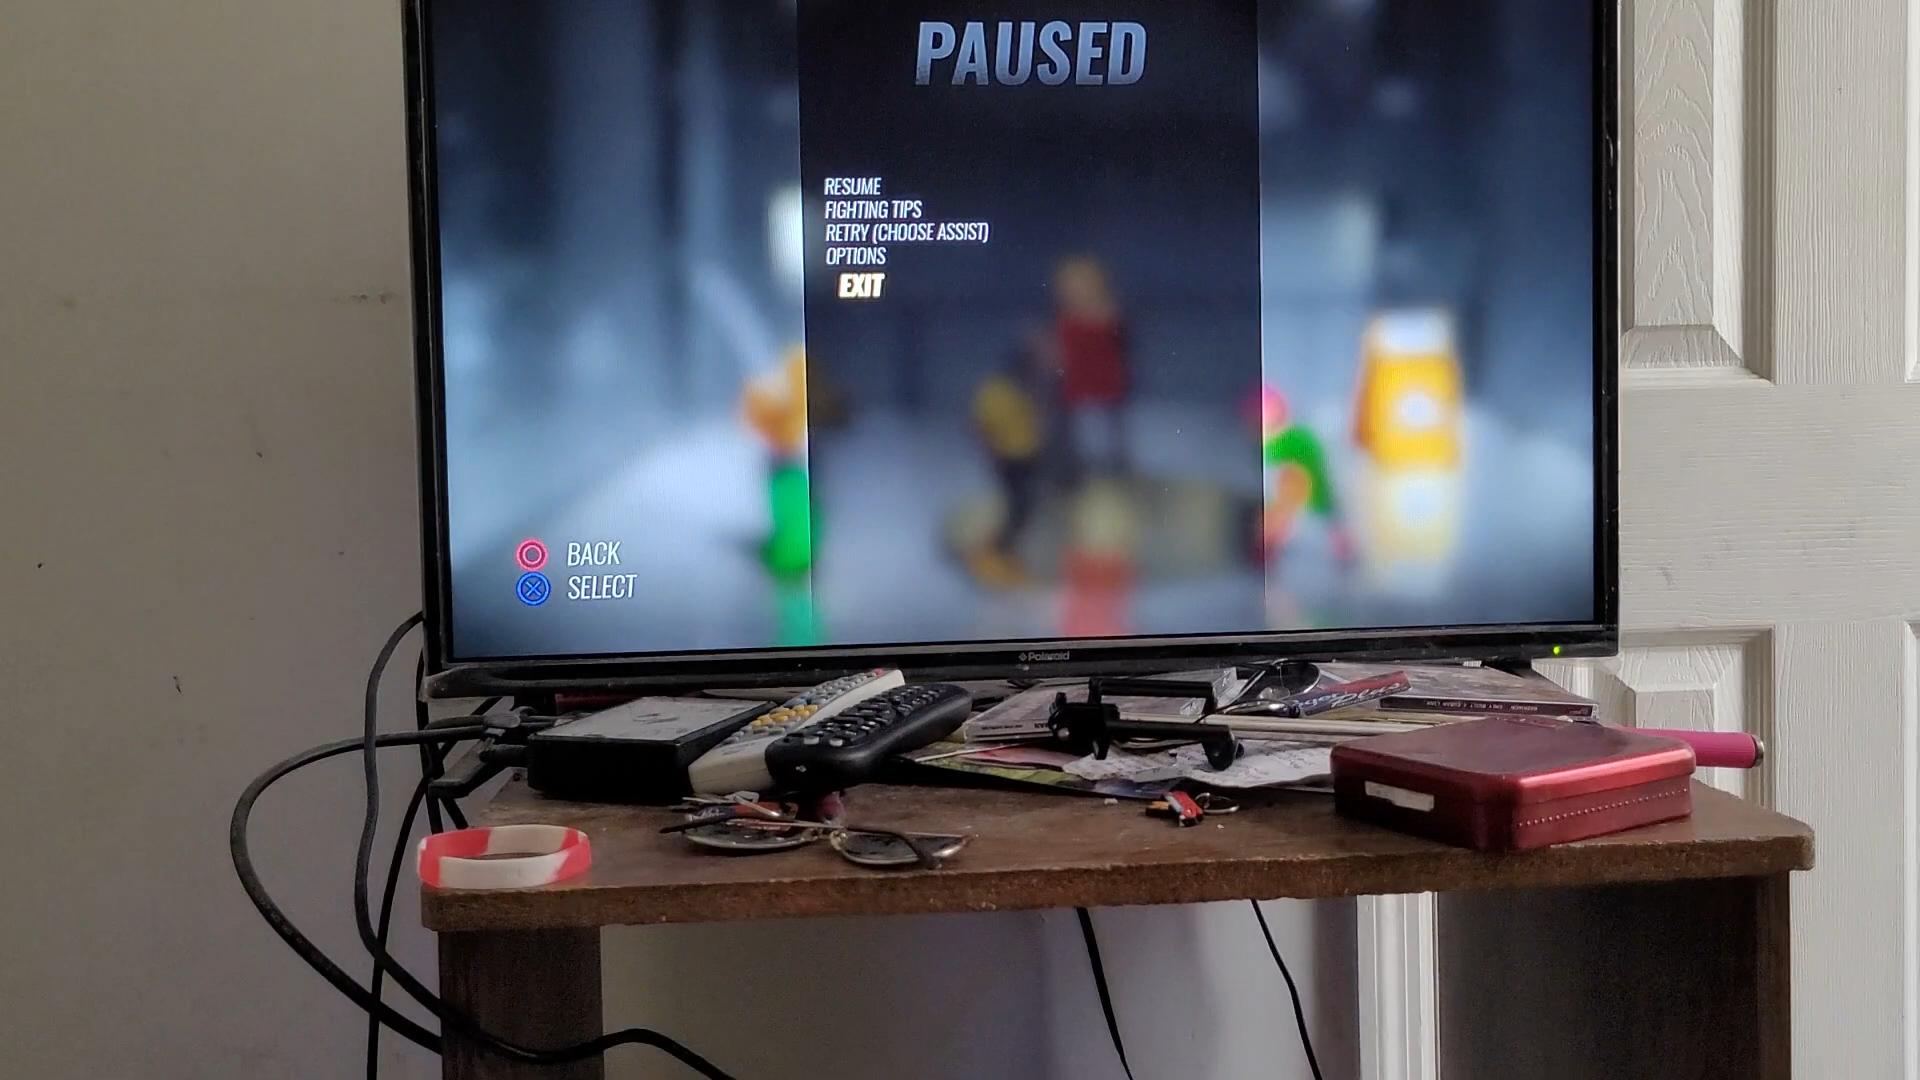 PAUSED
RESUME
FIGHTING TIPS
RETRY (CHOOSE ASSIST)
OPTIONS
EXIT
BACK
SELECT
Polaroid